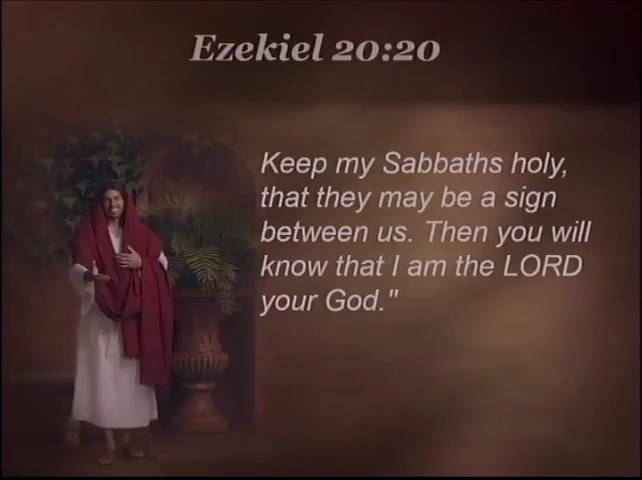 Ezekiel 20:20
Keep my Sabbaths holy,
that they may be a sign
between us. Then you will
know that I am the LORD
your God."